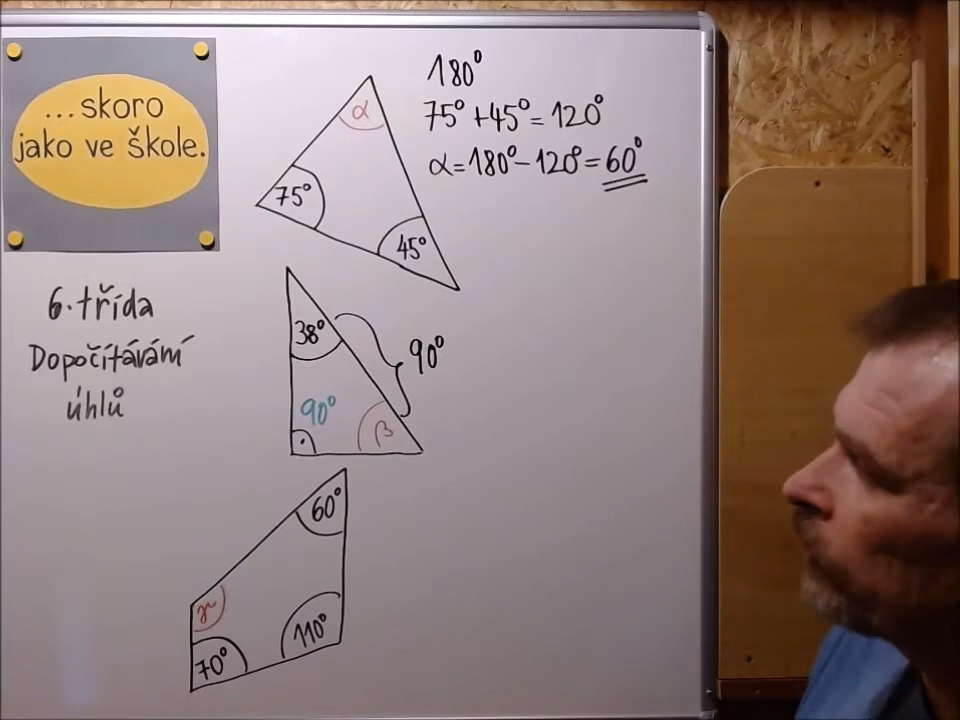 ...skoro
jako ve škole.
6. třída
Dopočítávání
úhlů
180°
75° + 45° = 120°
α = 180° - 120° = 60°
α
75°
45°
38°
90°
90°
β
60°
γ
110°
70°